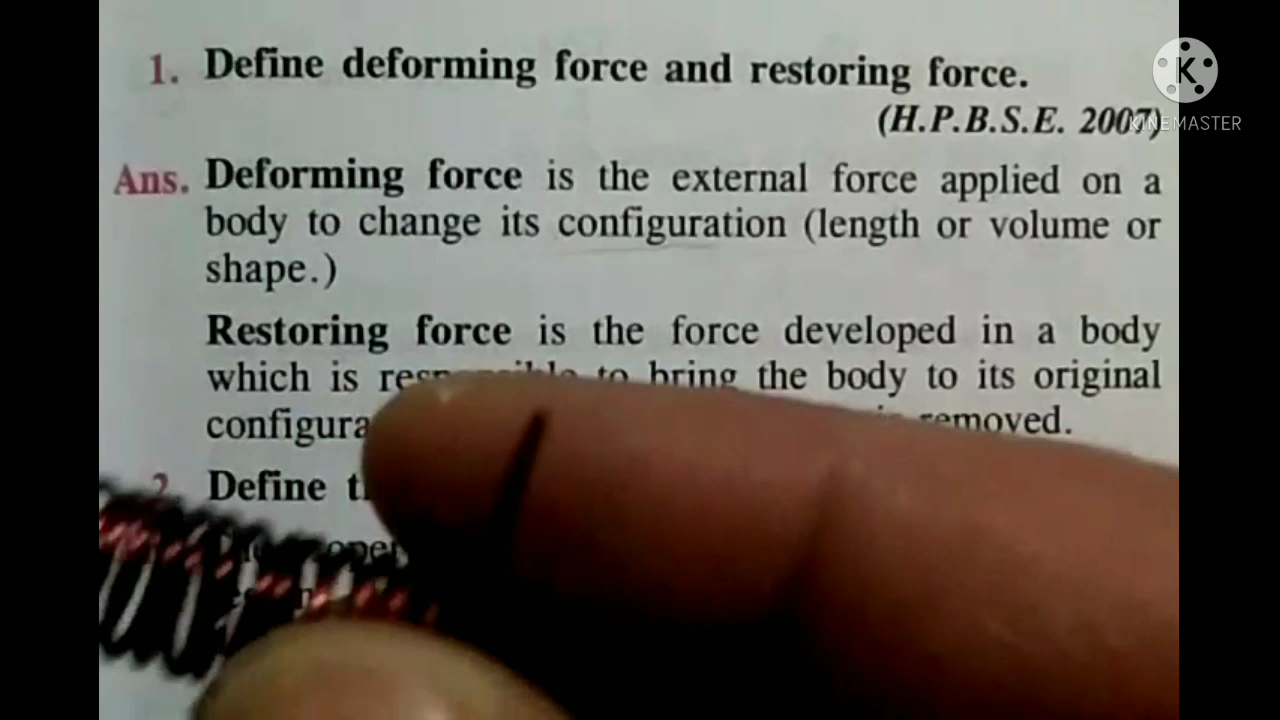 1. Define deforming force and restoring force.
(H.P.B.S.E. 2007)
K
KINEMASTER
Ans. Deforming force is the external force applied on a
body to change its configuration (length or volume or
shape.)
Restoring force is the force developed in a body
which is responsible to bring the body to its original
removed.
2. Define